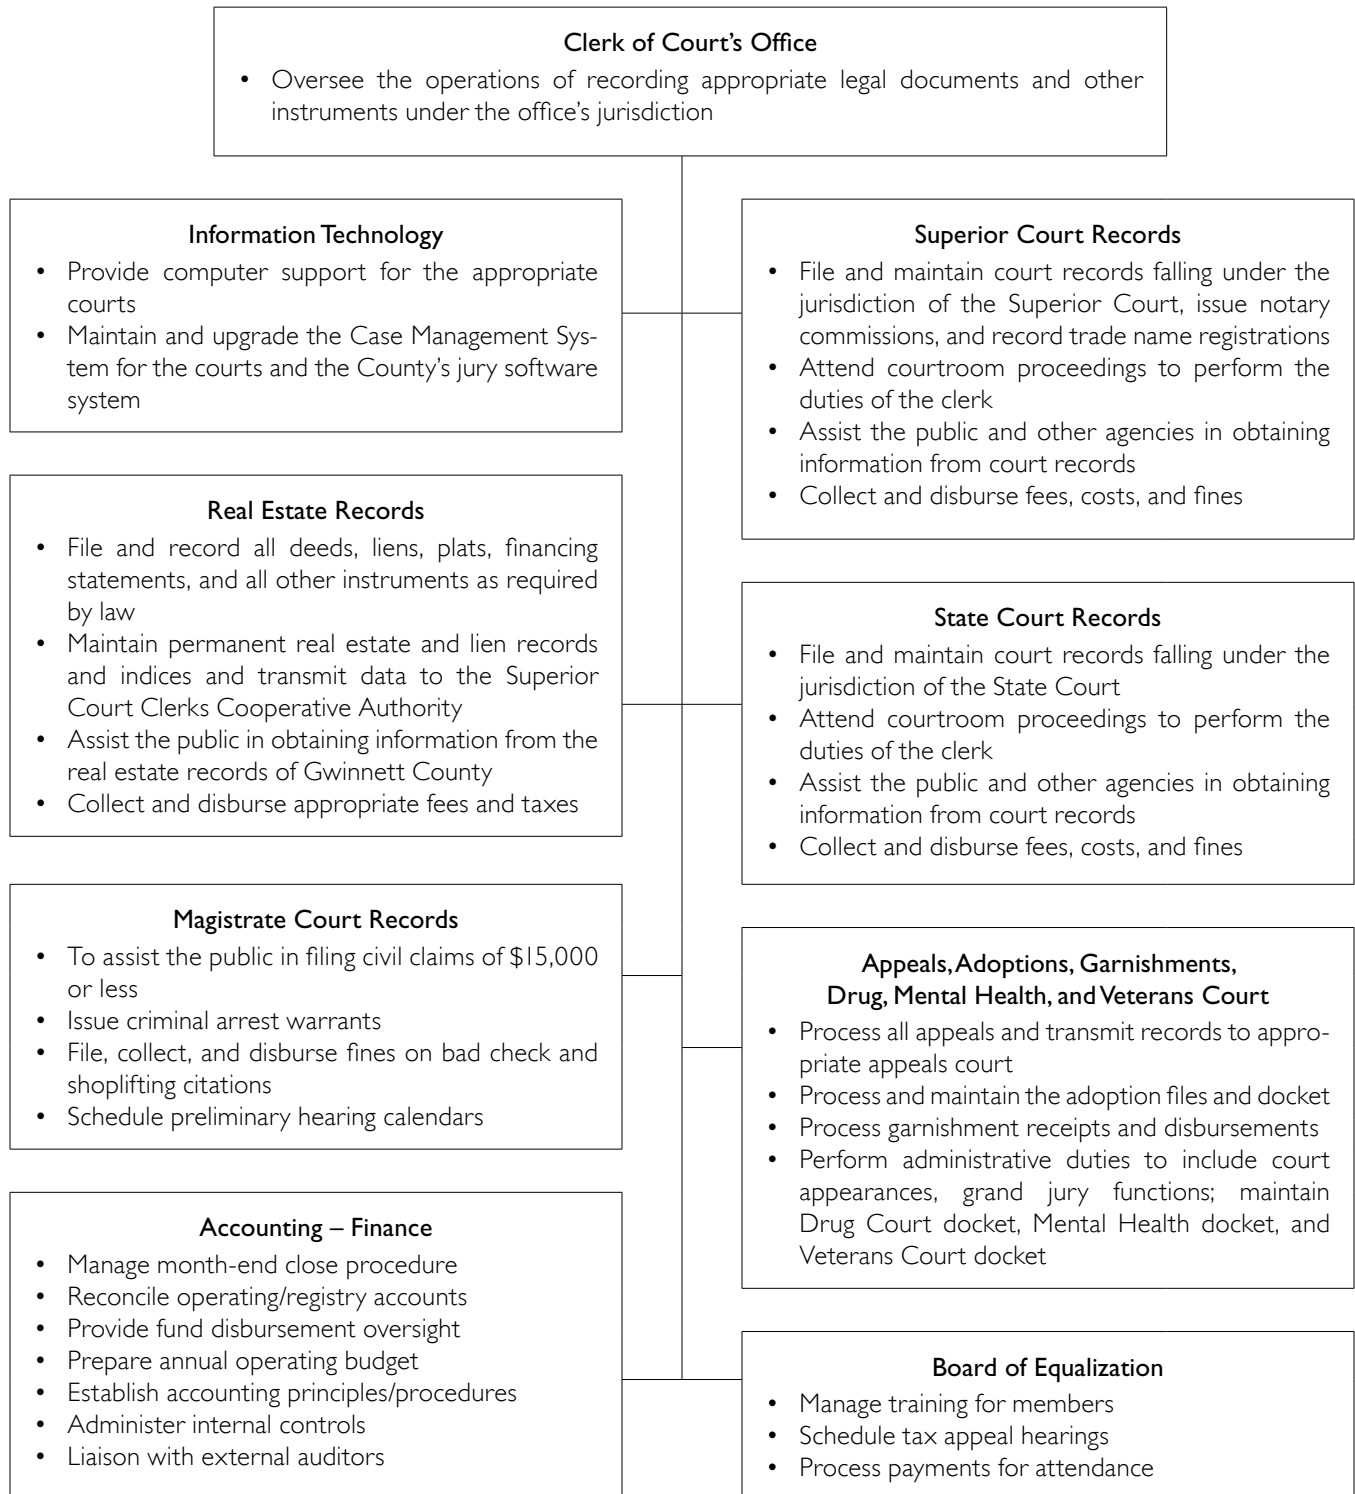 Clerk of Court's Office
• Oversee the operations of recording appropriate legal documents and other
instruments under the office's jurisdiction
Information Technology
• Provide computer support for the appropriate
courts
• Maintain and upgrade the Case Management Sys-
tem for the courts and the County's jury software
system
Superior Court Records
• File and maintain court records falling under the
jurisdiction of the Superior Court, issue notary
commissions, and record trade name registrations
• Attend courtroom proceedings to perform the
duties of the clerk
• Assist the public and other agencies in obtaining
information from court records
• Collect and disburse fees, costs, and fines
Real Estate Records
• File and record all deeds, liens, plats, financing
statements, and all other instruments as required
by law
• Maintain permanent real estate and lien records
and indices and transmit data to the Superior
Court Clerks Cooperative Authority
• Assist the public in obtaining information from the
real estate records of Gwinnett County
• Collect and disburse appropriate fees and taxes
State Court Records
• File and maintain court records falling under the
jurisdiction of the State Court
• Attend courtroom proceedings to perform the
duties of the clerk
• Assist the public and other agencies in obtaining
information from court records
• Collect and disburse fees, costs, and fines
Magistrate Court Records
• To assist the public in filing civil claims of $15,000
or less
• Issue criminal arrest warrants
• File, collect, and disburse fines on bad check and
shoplifting citations
• Schedule preliminary hearing calendars
Appeals, Adoptions, Garnishments,
Drug, Mental Health, and Veterans Court
• Process all appeals and transmit records to appro-
priate appeals court
• Process and maintain the adoption files and docket
• Process garnishment receipts and disbursements
• Perform administrative duties to include court
appearances, grand jury functions; maintain
Drug Court docket, Mental Health docket, and
Veterans Court docket
Accounting – Finance
• Manage month-end close procedure
• Reconcile operating/registry accounts
• Provide fund disbursement oversight
• Prepare annual operating budget
• Establish accounting principles/procedures
• Administer internal controls
• Liaison with external auditors
Board of Equalization
• Manage training for members
• Schedule tax appeal hearings
• Process payments for attendance